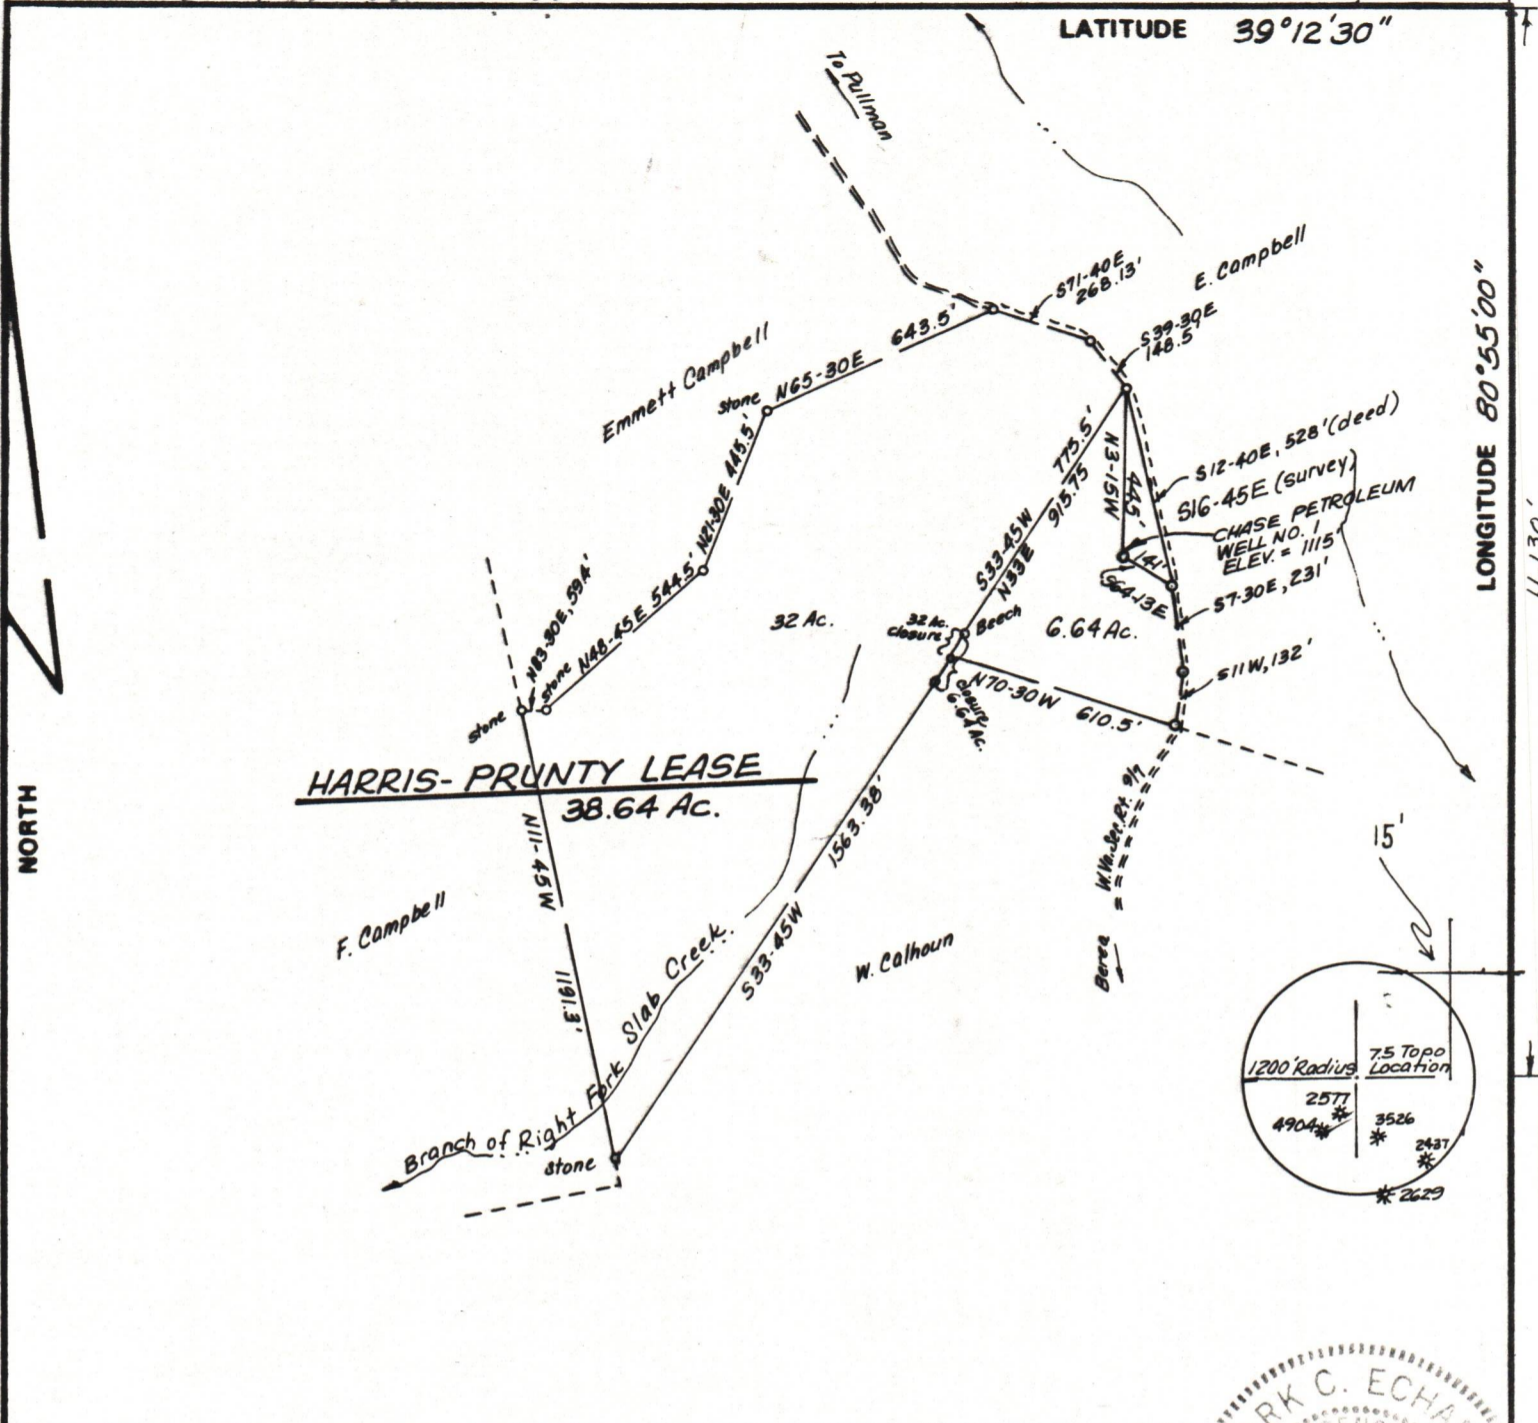 LATITUDE 39°12'30"
To Pullman
S71-40E
268.13'
E. Campbell
S39-30E
148.5'
LONGITUDE 80°55'00"
Emmett Campbell
643.5'
N65-30E
stone
N21-30E 445.5'
775.5'
915.75
S33-45W
N33E
N3-15W
445'
S12-40E, 528' (deed)
S16-45E (survey)
CHASE PETROLEUM
WELL NO. 1
ELEV. = 1115'
141'
S64-13E
S7-30E, 231'
N83-30E, 59.4'
stone
N48-45E 544.5'
stone
32 Ac.
32 Ac.
closure
Beech
6.64 Ac.
S11W, 132'
N70-30W 610.5'
closure
6.64 Ac.
HARRIS-PRUNTY LEASE
38.64 Ac.
NORTH
N11-45W
1191.3'
1563.38'
S33-45W
W.Va. Sec. Rt. 9/7
Berea
F. Campbell
W. Calhoun
Branch of Right Fork Slab Creek
stone
15'
1200' Radius
7.5 Topo
Location
2577
4904
3526
2437
2629
RK C. ECHA